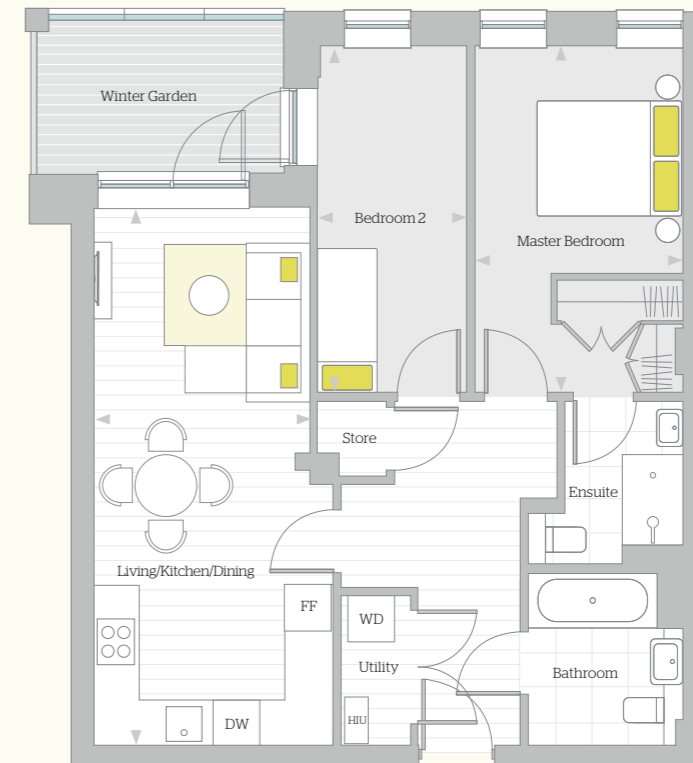 Winter Garden
Bedroom 2
Master Bedroom
Store
Ensuite
Living/Kitchen/Dining
FF
WD
Utility
Bathroom
HIU
DW